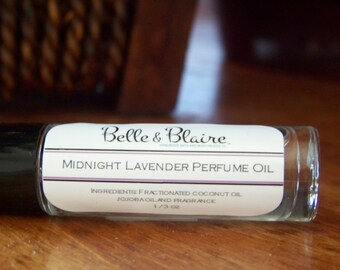 Belle & Blaire
Midnight Lavender Perfume Oil
Ingredients: Fractionated coconut oil
jojoba oil and fragrance
1/3 oz